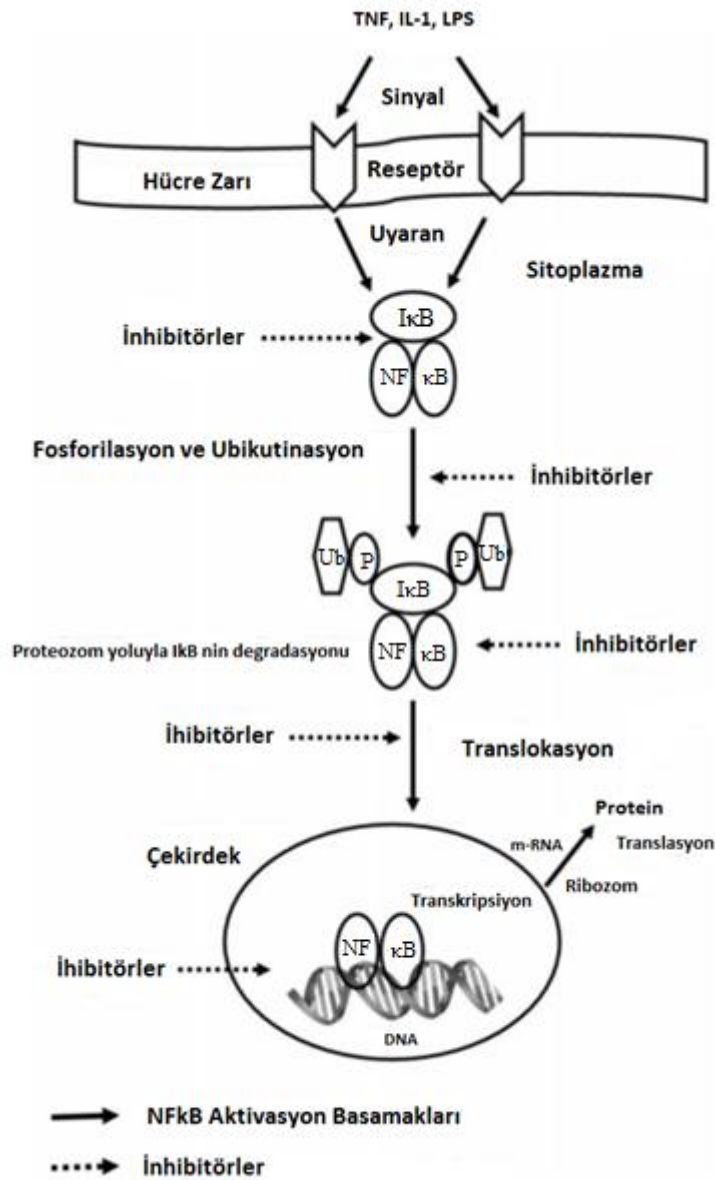 TNF, IL-1, LPS
Sinyal
Hücre Zarı
Reseptör
Uyaran
Sitoplazma
IκB
İnhibitörler
NF κB
Fosforilasyon ve Ubikutinasyon
İnhibitörler
Ub P P Ub
IκB
Proteozom yoluyla IkB nin degradasyonu
NF κB
İnhibitörler
İhibitörler
Translokasyon
Protein
Çekirdek
m-RNA
Translasyon
Ribozom
Transkripsiyon
NF κB
İhibitörler
DNA
NFkB Aktivasyon Basamakları
İnhibitörler